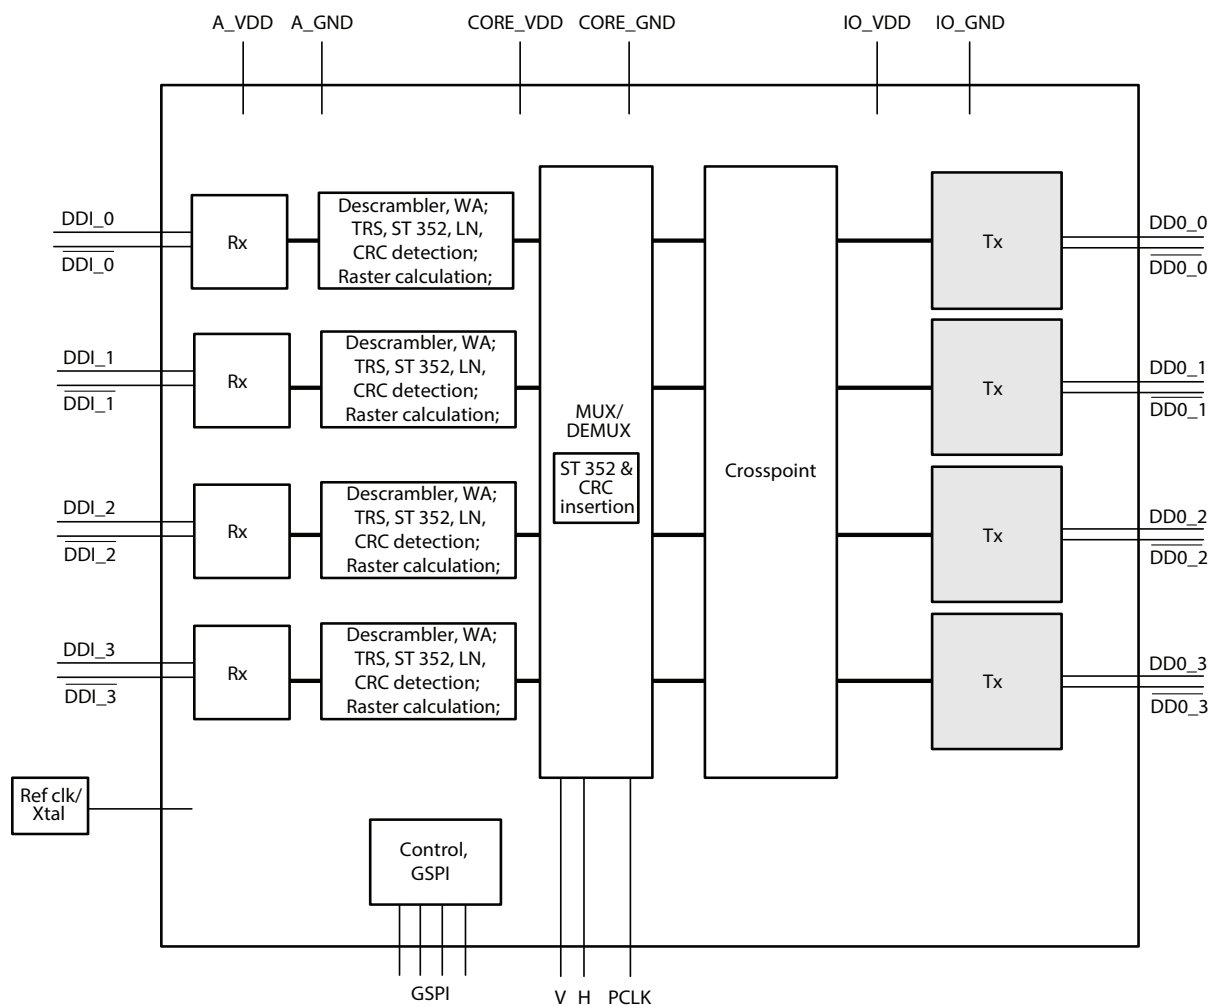 A_VDD A_GND CORE_VDD CORE_GND IO_VDD IO_GND
DDI_0
DDI_0
Rx
Descrambler, WA;
TRS, ST 352, LN,
CRC detection;
Raster calculation;
Tx
DD0_0
DD0_0
DDI_1
DDI_1
Rx
Descrambler, WA;
TRS, ST 352, LN,
CRC detection;
Raster calculation;
Tx
DD0_1
DD0_1
MUX/
DEMUX
ST 352 &
CRC
insertion
Crosspoint
DDI_2
DDI_2
Rx
Descrambler, WA;
TRS, ST 352, LN,
CRC detection;
Raster calculation;
Tx
DD0_2
DD0_2
DDI_3
DDI_3
Rx
Descrambler, WA;
TRS, ST 352, LN,
CRC detection;
Raster calculation;
Tx
DD0_3
DD0_3
Ref clk/
Xtal
Control,
GSPI
GSPI
V H PCLK